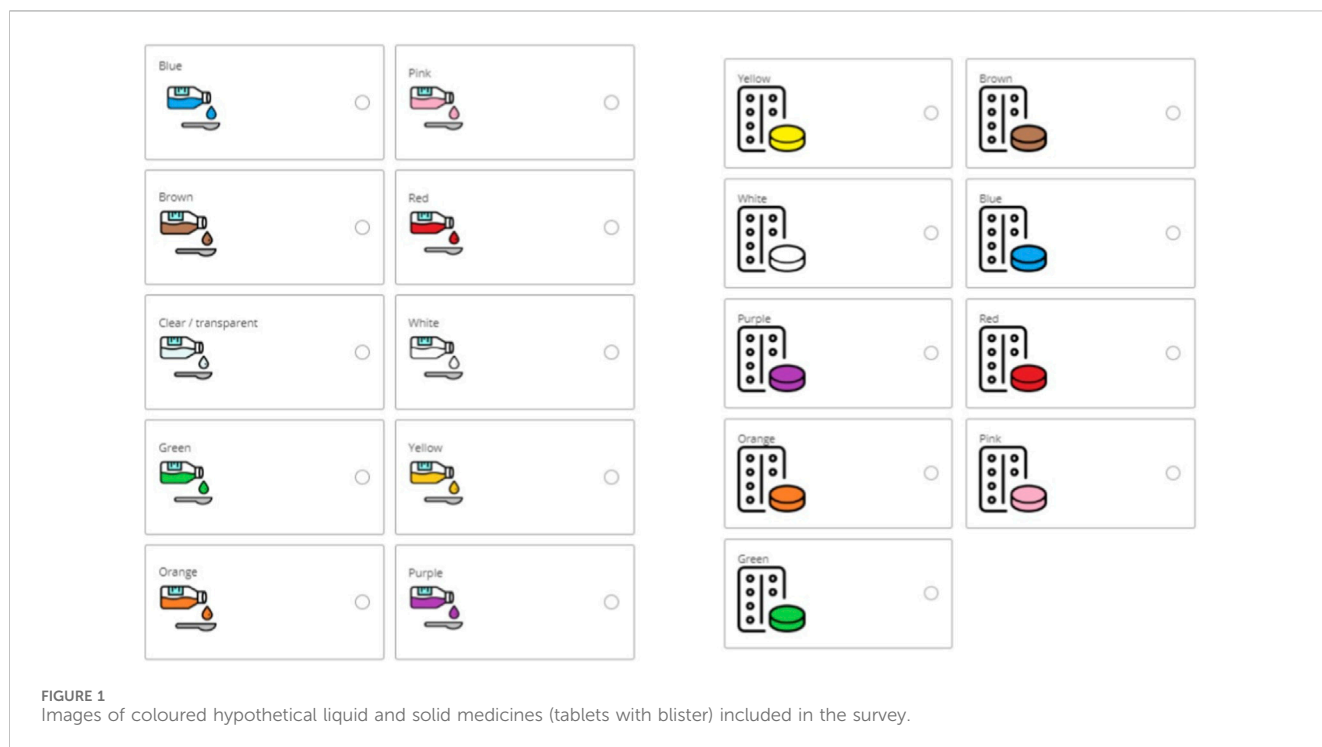 Blue
Pink
Brown
Red
Clear / transparent
White
Green
Yellow
Orange
Purple
Yellow
Brown
White
Blue
Purple
Red
Orange
Pink
Green
FIGURE 1
Images of coloured hypothetical liquid and solid medicines (tablets with blister) included in the survey.